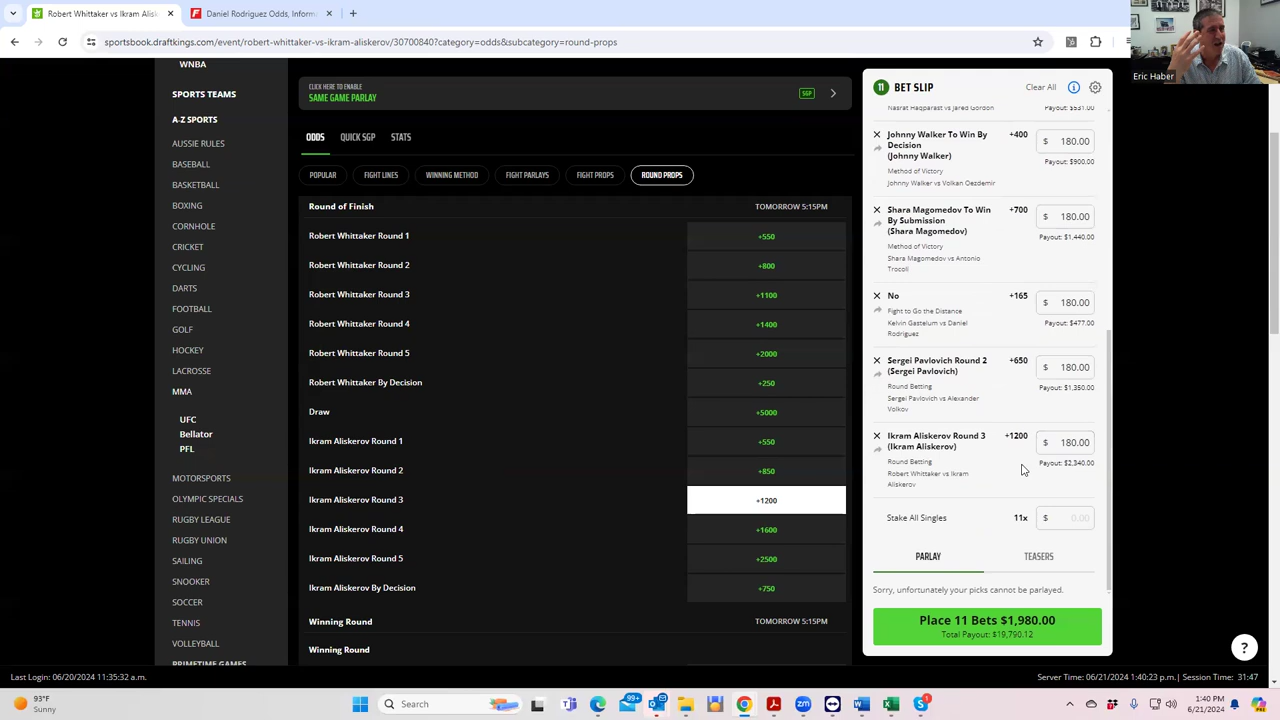 Robert Whittaker vs Ikram Alisk
Daniel Rodriguez Odds, Inform
sportsbook.draftkings.com/event/robert-whittaker-vs-ikram-aliskerov/30700840?category=odds&subcategory=round-props
Eric Haber
WNBA
SPORTS TEAMS
A-Z SPORTS
AUSSIE RULES
BASEBALL
BASKETBALL
BOXING
CORNHOLE
CRICKET
CYCLING
DARTS
FOOTBALL
GOLF
HOCKEY
LACROSSE
MMA
UFC
Bellator
PFL
MOTORSPORTS
OLYMPIC SPECIALS
RUGBY LEAGUE
RUGBY UNION
SAILING
SNOOKER
SOCCER
TENNIS
VOLLEYBALL
PRIMETIME GAMES
CLICK HERE TO ENABLE
SAME GAME PARLAY
SGP
ODDS QUICK SGP STATS
POPULAR FIGHT LINES WINNING METHOD FIGHT PARLAYS FIGHT PROPS ROUND PROPS
Round of Finish TOMORROW 5:15PM
Robert Whittaker Round 1 +550
Robert Whittaker Round 2 +800
Robert Whittaker Round 3 +1100
Robert Whittaker Round 4 +1400
Robert Whittaker Round 5 +2000
Robert Whittaker By Decision +250
Draw +5000
Ikram Aliskerov Round 1 +550
Ikram Aliskerov Round 2 +850
Ikram Aliskerov Round 3 +1200
Ikram Aliskerov Round 4 +1600
Ikram Aliskerov Round 5 +2500
Ikram Aliskerov By Decision +750
Winning Round TOMORROW 5:15PM
Winning Round
11 BET SLIP Clear All
Nasrat Haqparast vs Jared Gordon Payout: $531.00
Johnny Walker To Win By +400 $ 180.00
Decision
(Johnny Walker) Payout: $900.00
Method of Victory
Johnny Walker vs Volkan Oezdemir
Shara Magomedov To Win +700 $ 180.00
By Submission
(Shara Magomedov) Payout: $1,440.00
Method of Victory
Shara Magomedov vs Antonio
Trocoli
No +165 $ 180.00
Fight to Go the Distance
Kelvin Gastelum vs Daniel Payout: $477.00
Rodriguez
Sergei Pavlovich Round 2 +650 $ 180.00
(Sergei Pavlovich)
Round Betting Payout: $1,350.00
Sergei Pavlovich vs Alexander
Volkov
Ikram Aliskerov Round 3 +1200 $ 180.00
(Ikram Aliskerov)
Round Betting Payout: $2,340.00
Robert Whittaker vs Ikram
Aliskerov
Stake All Singles 11x $ 0.00
PARLAY TEASERS
Sorry, unfortunately your picks cannot be parlayed.
Place 11 Bets $1,980.00
Total Payout: $19,790.12
?
Last Login: 06/20/2024 11:35:32 a.m.
Server Time: 06/21/2024 1:40:23 p.m.| Session Time: 31:47
93°F
Sunny
Search
99+
1
1:40 PM
6/21/2024